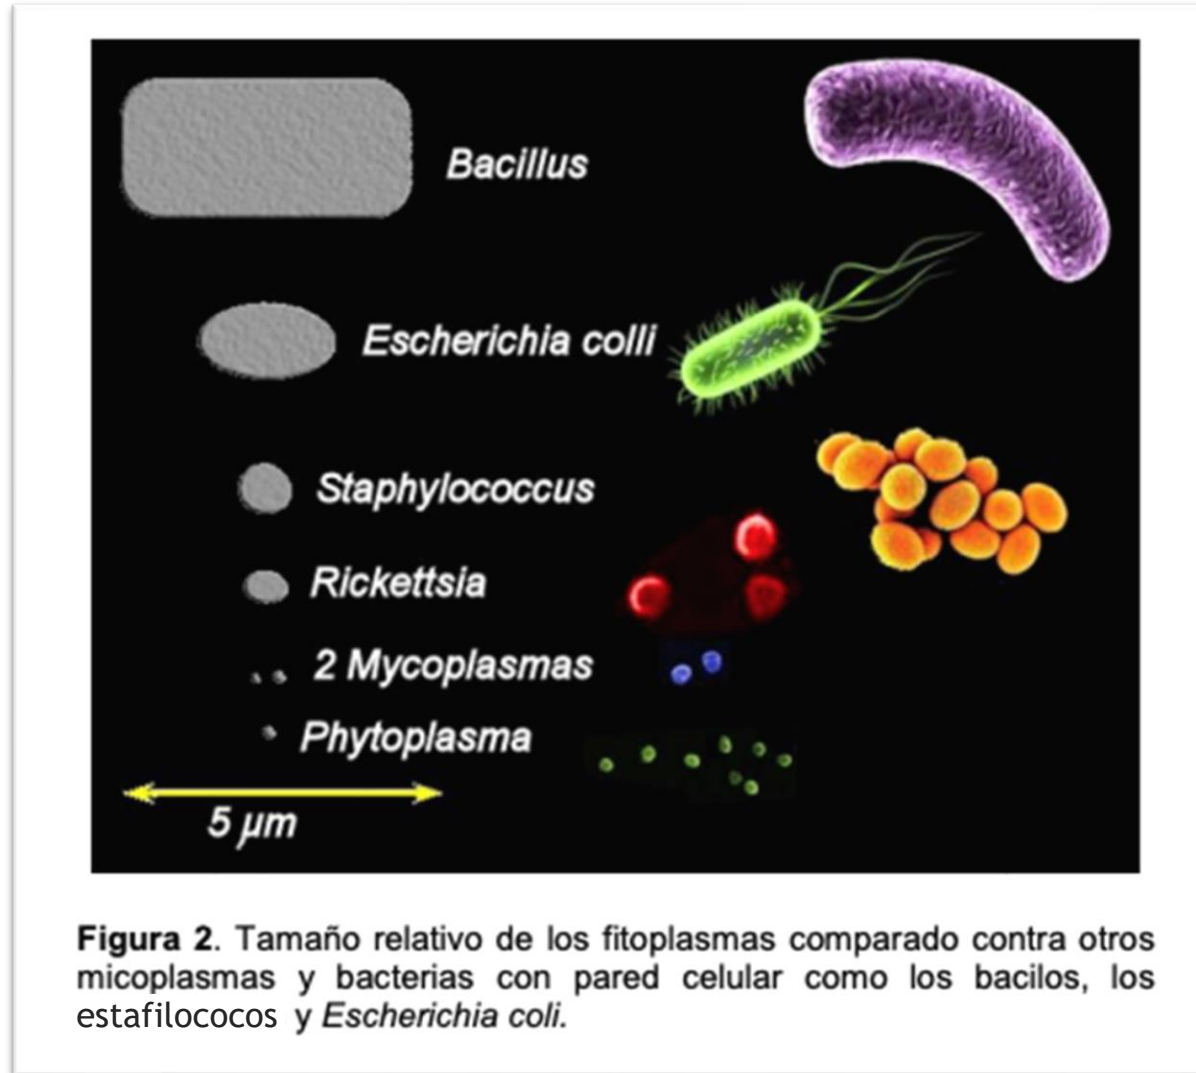 Bacillus
Escherichia colli
Staphylococcus
Rickettsia
2 Mycoplasmas
Phytoplasma
5 µm
Figura 2. Tamaño relativo de los fitoplasmas comparado contra otros
micoplasmas y bacterias con pared celular como los bacilos, los
estafilococos y Escherichia coli.